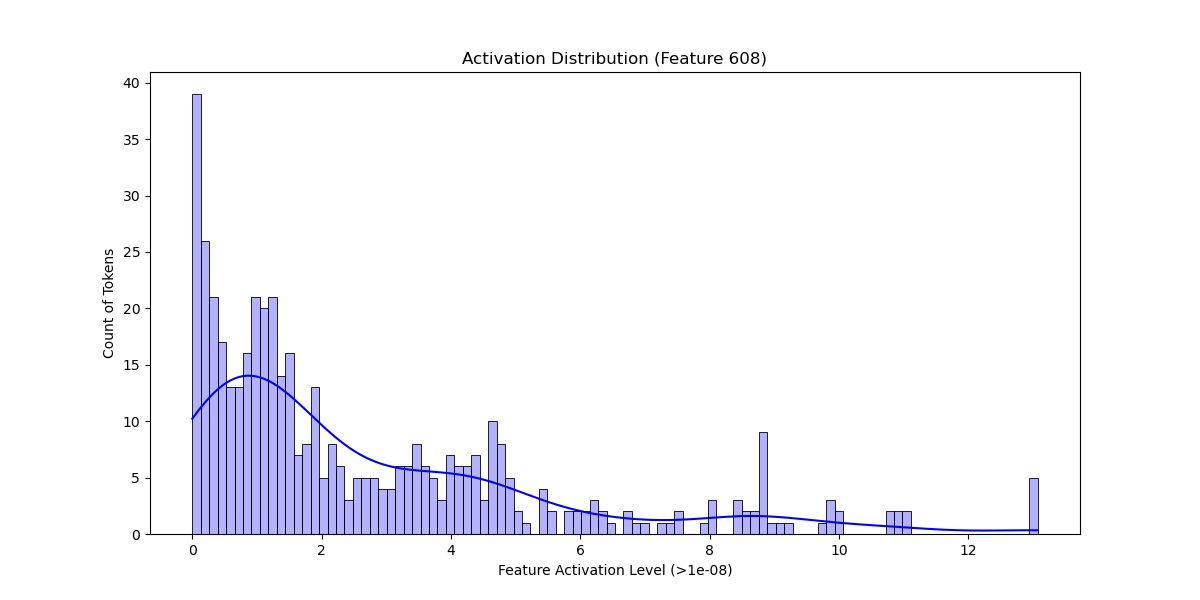 Activation Distribution (Feature 608)
40
35
30
25
20
15
10
5
0
Count of Tokens
0 2 4 6 8 10 12
Feature Activation Level (>1e-08)